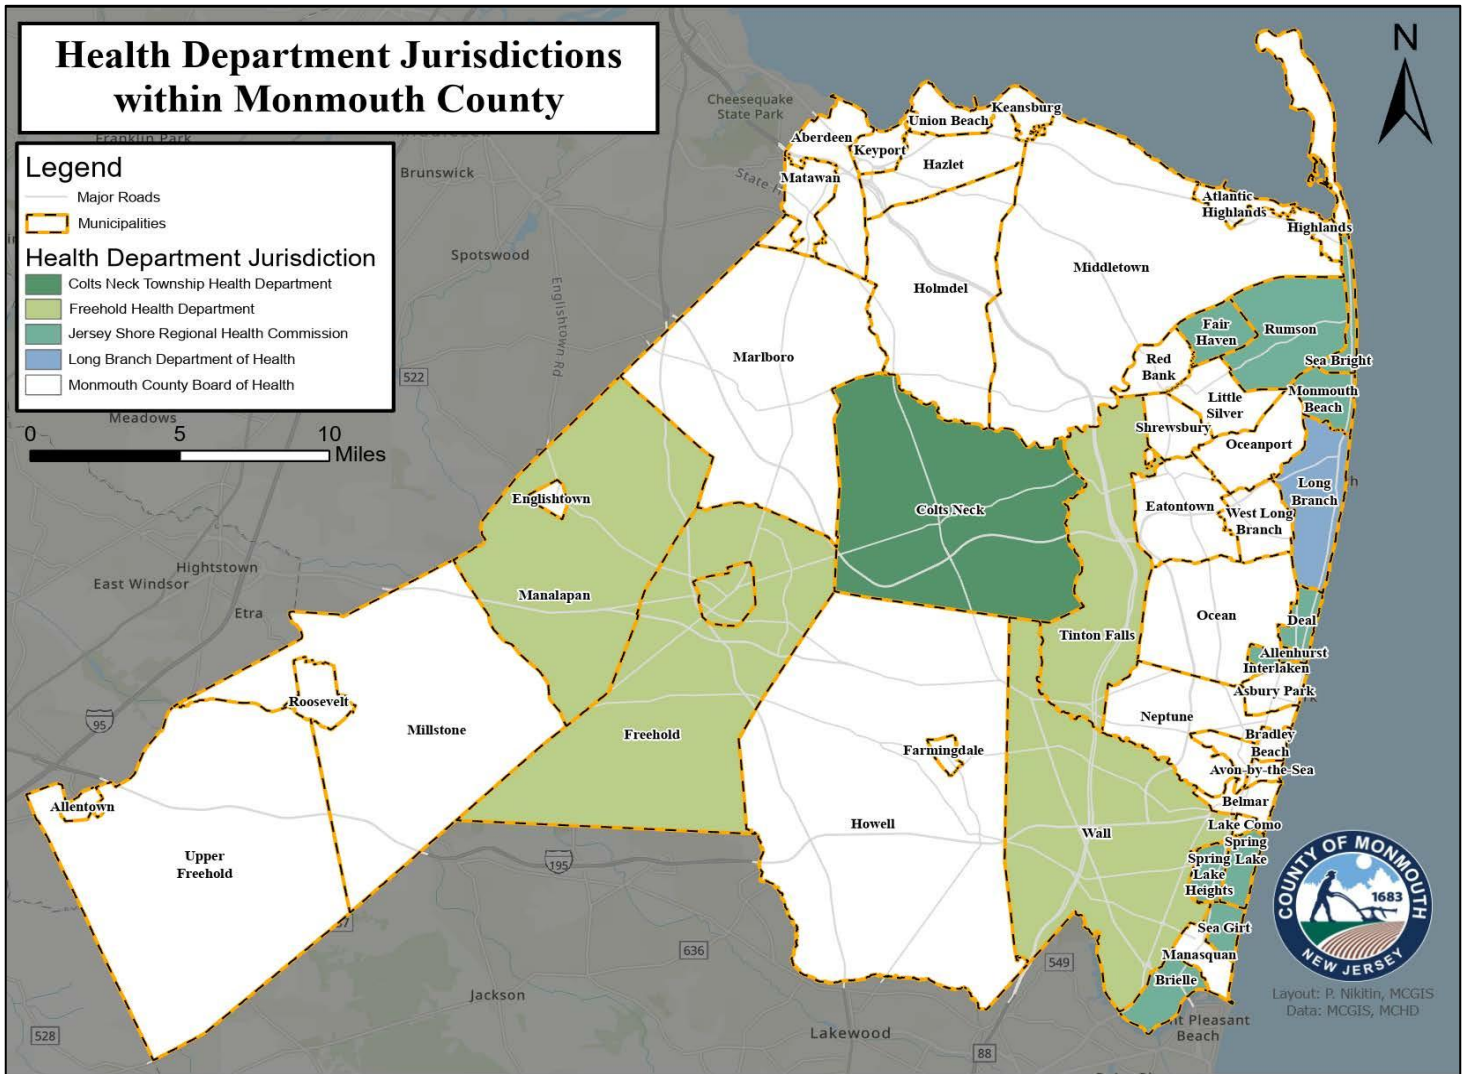 Health Department Jurisdictions
within Monmouth County
N
Legend
Major Roads
Municipalities
Health Department Jurisdiction
Colts Neck Township Health Department
Freehold Health Department
Jersey Shore Regional Health Commission
Long Branch Department of Health
Monmouth County Board of Health
0 5 10 Miles
Franklin Park
Brunswick
Spotswood
Englishtown Rd
522
Meadows
Cheesequake
State Park
Hightstown
East Windsor
Etra
95
195
528
Jackson
636
Lakewood
549
88
Pleasant
Beach
Aberdeen
Keyport
Union Beach
Keansburg
Matawan
Hazlet
Atlantic
Highlands
Highlands
Middletown
Holmdel
Marlboro
Fair
Haven
Rumson
Sea Bright
Red
Bank
Little
Silver
Monmouth
Beach
Shrewsbury
Oceanport
Long
Branch
Eatontown
West Long
Branch
Colts Neck
Englishtown
Manalapan
Tinton Falls
Ocean
Deal
Allenhurst
Interlaken
Asbury Park
Neptune
Bradley
Beach
Avon-by-the-Sea
Belmar
Lake Como
Spring
Lake
Spring
Lake
Heights
Sea Girt
Manasquan
Brielle
Wall
Farmingdale
Howell
Freehold
Millstone
Roosevelt
Allentown
Upper
Freehold
COUNTY OF MONMOUTH
1683
NEW JERSEY
Layout: P. Nikitin, MCGIS
Data: MCGIS, MCHD